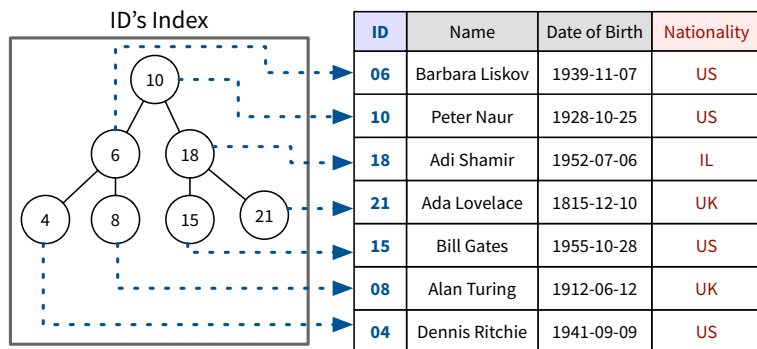 ID's Index
10
6
18
4
8
15
21
ID Name Date of Birth Nationality
06 Barbara Liskov 1939-11-07 US
10 Peter Naur 1928-10-25 US
18 Adi Shamir 1952-07-06 IL
21 Ada Lovelace 1815-12-10 UK
15 Bill Gates 1955-10-28 US
08 Alan Turing 1912-06-12 UK
04 Dennis Ritchie 1941-09-09 US